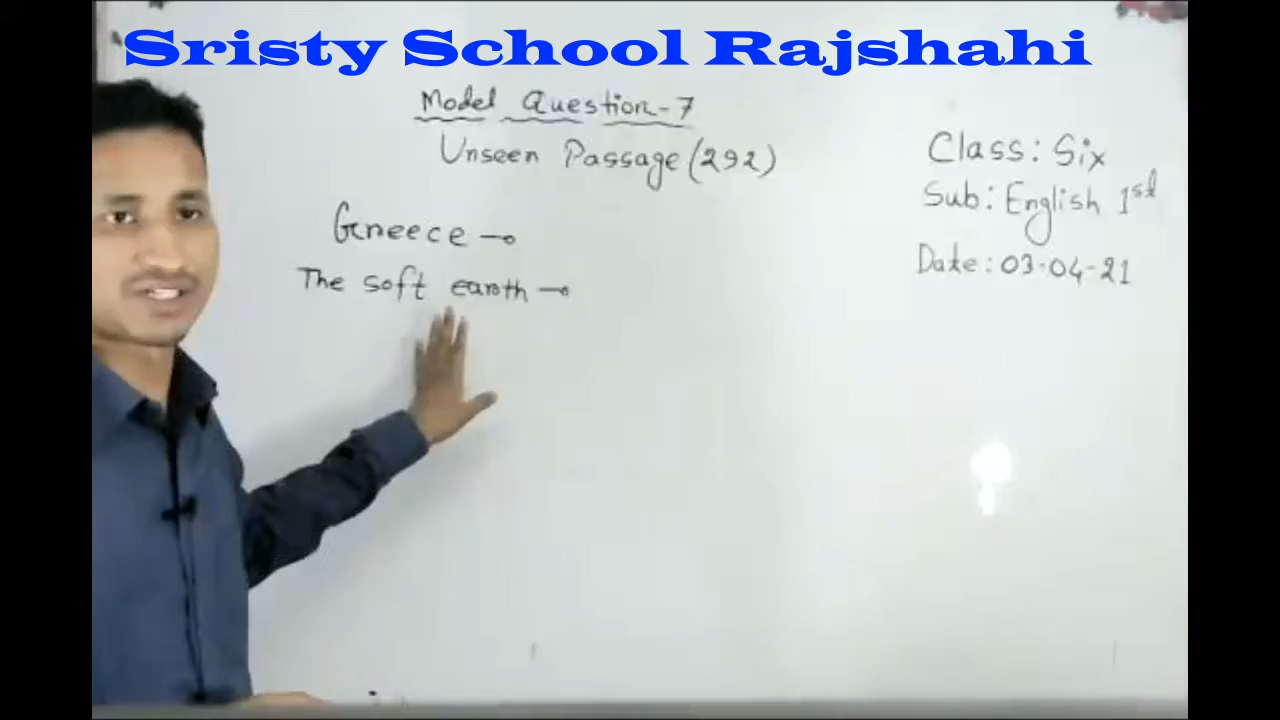 Sristy School Rajshahi
Model Question-7
Unseen Passage (292)
Greece
The soft earth
Class: Six
Sub: English 1st
Date: 03-04-21